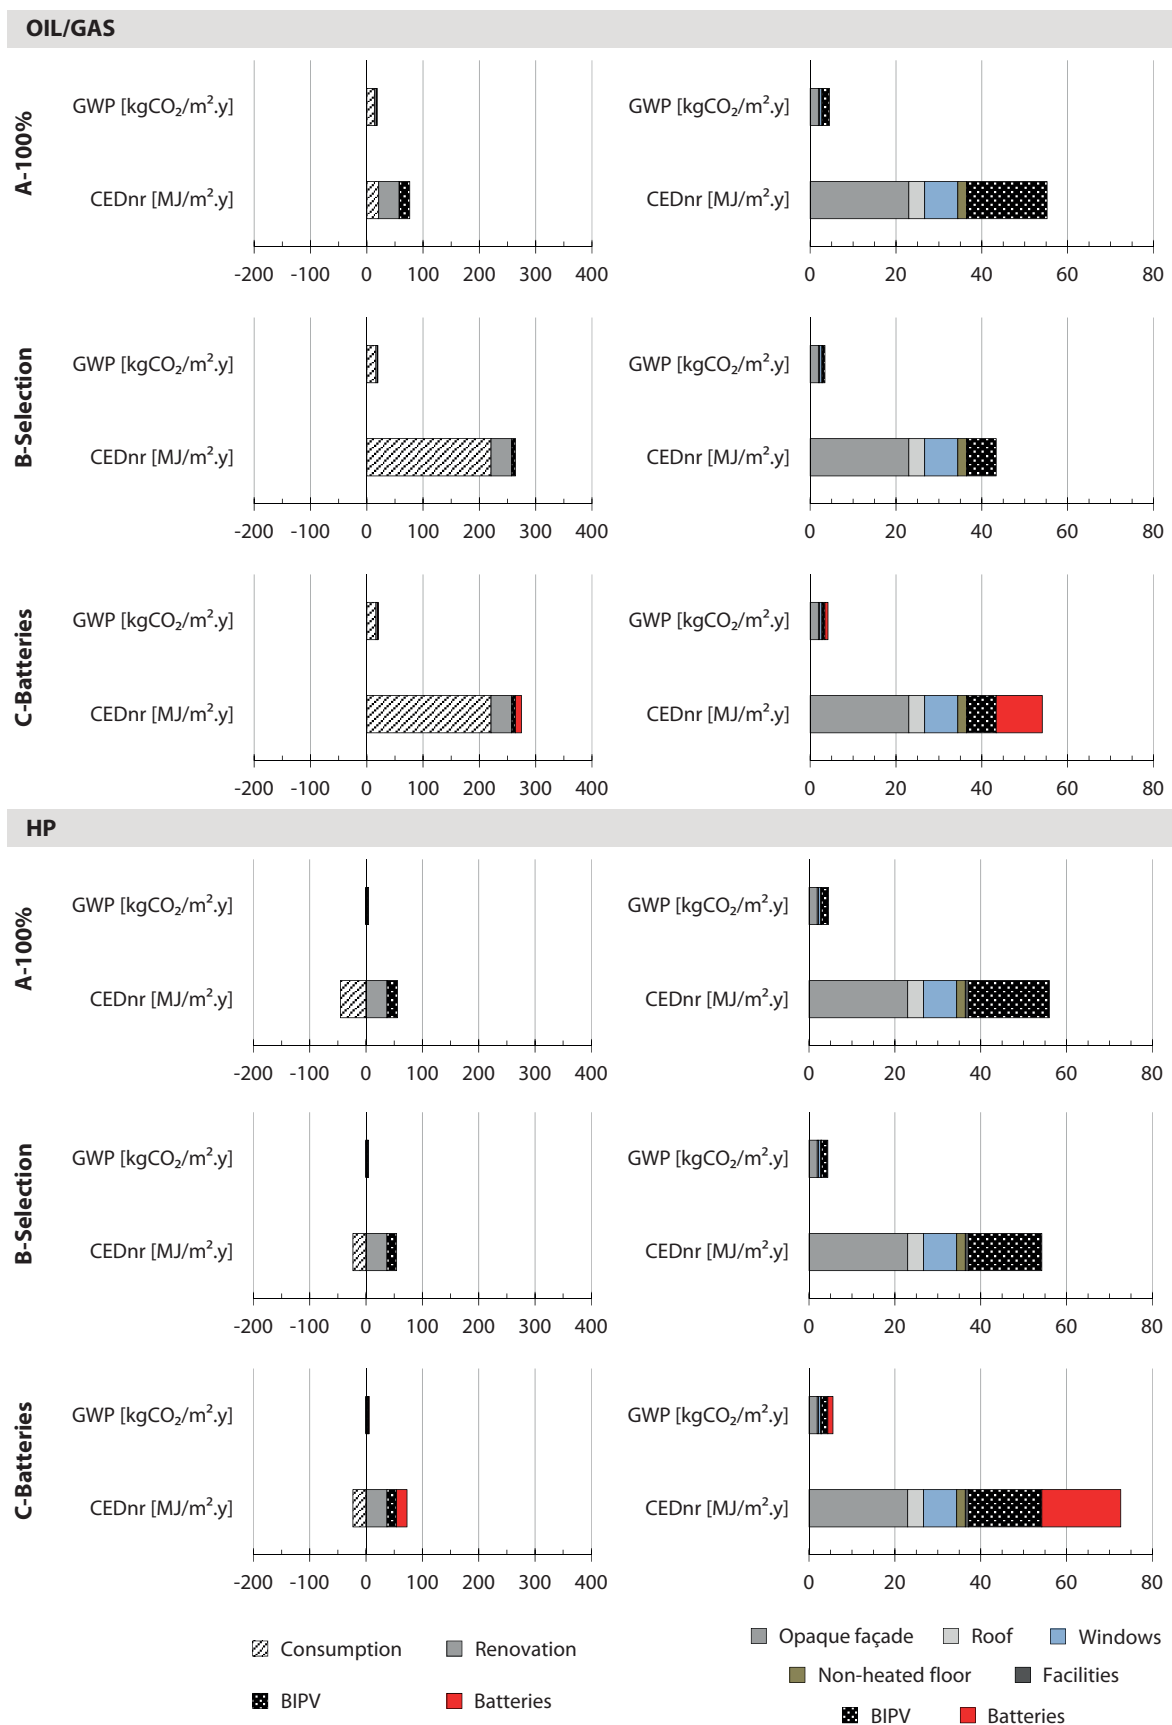 OIL/GAS
A-100%
GWP [kgCO₂/m².y]
CEDnr [MJ/m².y]
-200 -100 0 100 200 300 400
GWP [kgCO₂/m².y]
CEDnr [MJ/m².y]
0 20 40 60 80
B-Selection
GWP [kgCO₂/m².y]
CEDnr [MJ/m².y]
-200 -100 0 100 200 300 400
GWP [kgCO₂/m².y]
CEDnr [MJ/m².y]
0 20 40 60 80
C-Batteries
GWP [kgCO₂/m².y]
CEDnr [MJ/m².y]
-200 -100 0 100 200 300 400
GWP [kgCO₂/m².y]
CEDnr [MJ/m².y]
0 20 40 60 80
HP
A-100%
GWP [kgCO₂/m².y]
CEDnr [MJ/m².y]
-200 -100 0 100 200 300 400
GWP [kgCO₂/m².y]
CEDnr [MJ/m².y]
0 20 40 60 80
B-Selection
GWP [kgCO₂/m².y]
CEDnr [MJ/m².y]
-200 -100 0 100 200 300 400
GWP [kgCO₂/m².y]
CEDnr [MJ/m².y]
0 20 40 60 80
C-Batteries
GWP [kgCO₂/m².y]
CEDnr [MJ/m².y]
-200 -100 0 100 200 300 400
GWP [kgCO₂/m².y]
CEDnr [MJ/m².y]
0 20 40 60 80
Consumption Renovation
BIPV Batteries
Opaque façade Roof Windows
Non-heated floor Facilities
BIPV Batteries